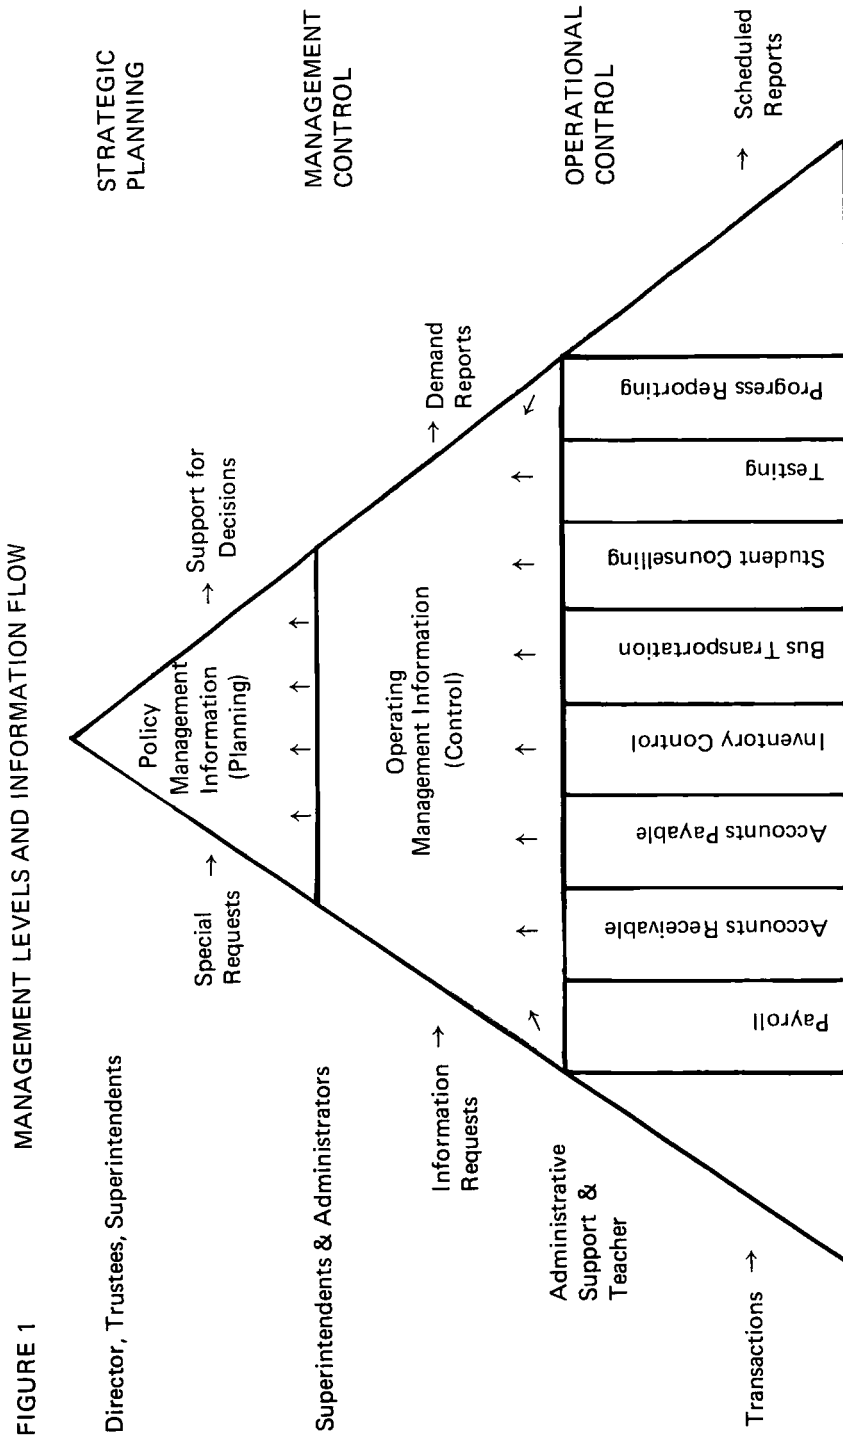 FIGURE 1 MANAGEMENT LEVELS AND INFORMATION FLOW
Director, Trustees, Superintendents
STRATEGIC
PLANNING
Policy
Management
Information
(Planning)
Special →
Requests
→ Support for
Decisions
↑ ↑ ↑ ↑
Superintendents & Administrators
MANAGEMENT
CONTROL
Operating
Management Information
(Control)
Information →
Requests
→ Demand
Reports
↗ ↑ ↑ ↑ ↑ ↑ ↑ ↖
Administrative
Support &
Teacher
OPERATIONAL
CONTROL
Payroll
Accounts Receivable
Accounts Payable
Inventory Control
Bus Transportation
Student Counselling
Testing
Progress Reporting
Transactions →
→ Scheduled
Reports